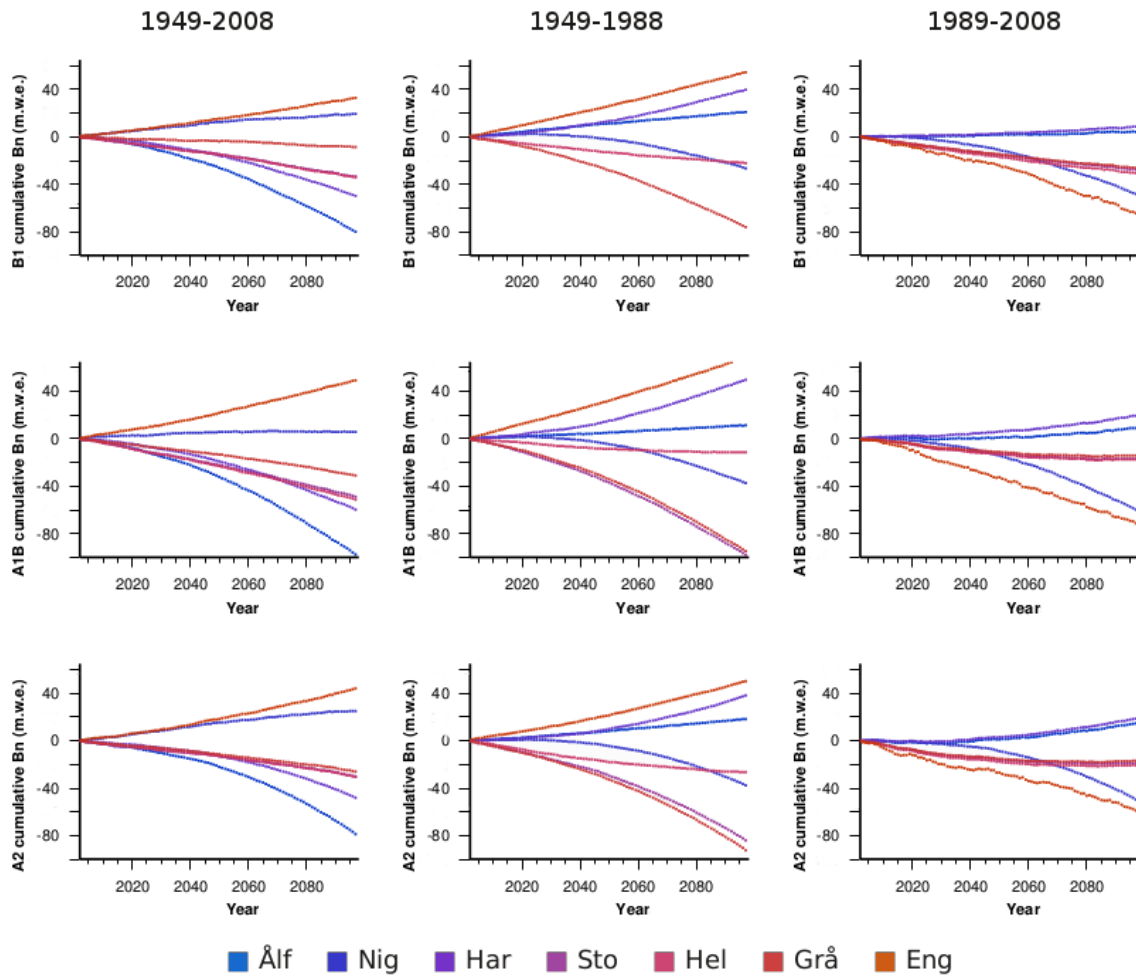 1949-2008 1949-1988 1989-2008
B1 cumulative Bn (m.w.e.) B1 cumulative Bn (m.w.e.) B1 cumulative Bn (m.w.e.)
40 40 40
0 0 0
-40 -40 -40
-80 -80 -80
2020 2040 2060 2080 2020 2040 2060 2080 2020 2040 2060 2080
Year Year Year
A1B cumulative Bn (m.w.e.) A1B cumulative Bn (m.w.e.) A1B cumulative Bn (m.w.e.)
40 40 40
0 0 0
-40 -40 -40
-80 -80 -80
2020 2040 2060 2080 2020 2040 2060 2080 2020 2040 2060 2080
Year Year Year
A2 cumulative Bn (m.w.e.) A2 cumulative Bn (m.w.e.) A2 cumulative Bn (m.w.e.)
40 40 40
0 0 0
-40 -40 -40
-80 -80 -80
2020 2040 2060 2080 2020 2040 2060 2080 2020 2040 2060 2080
Year Year Year
Ålf Nig Har Sto Hel Grå Eng